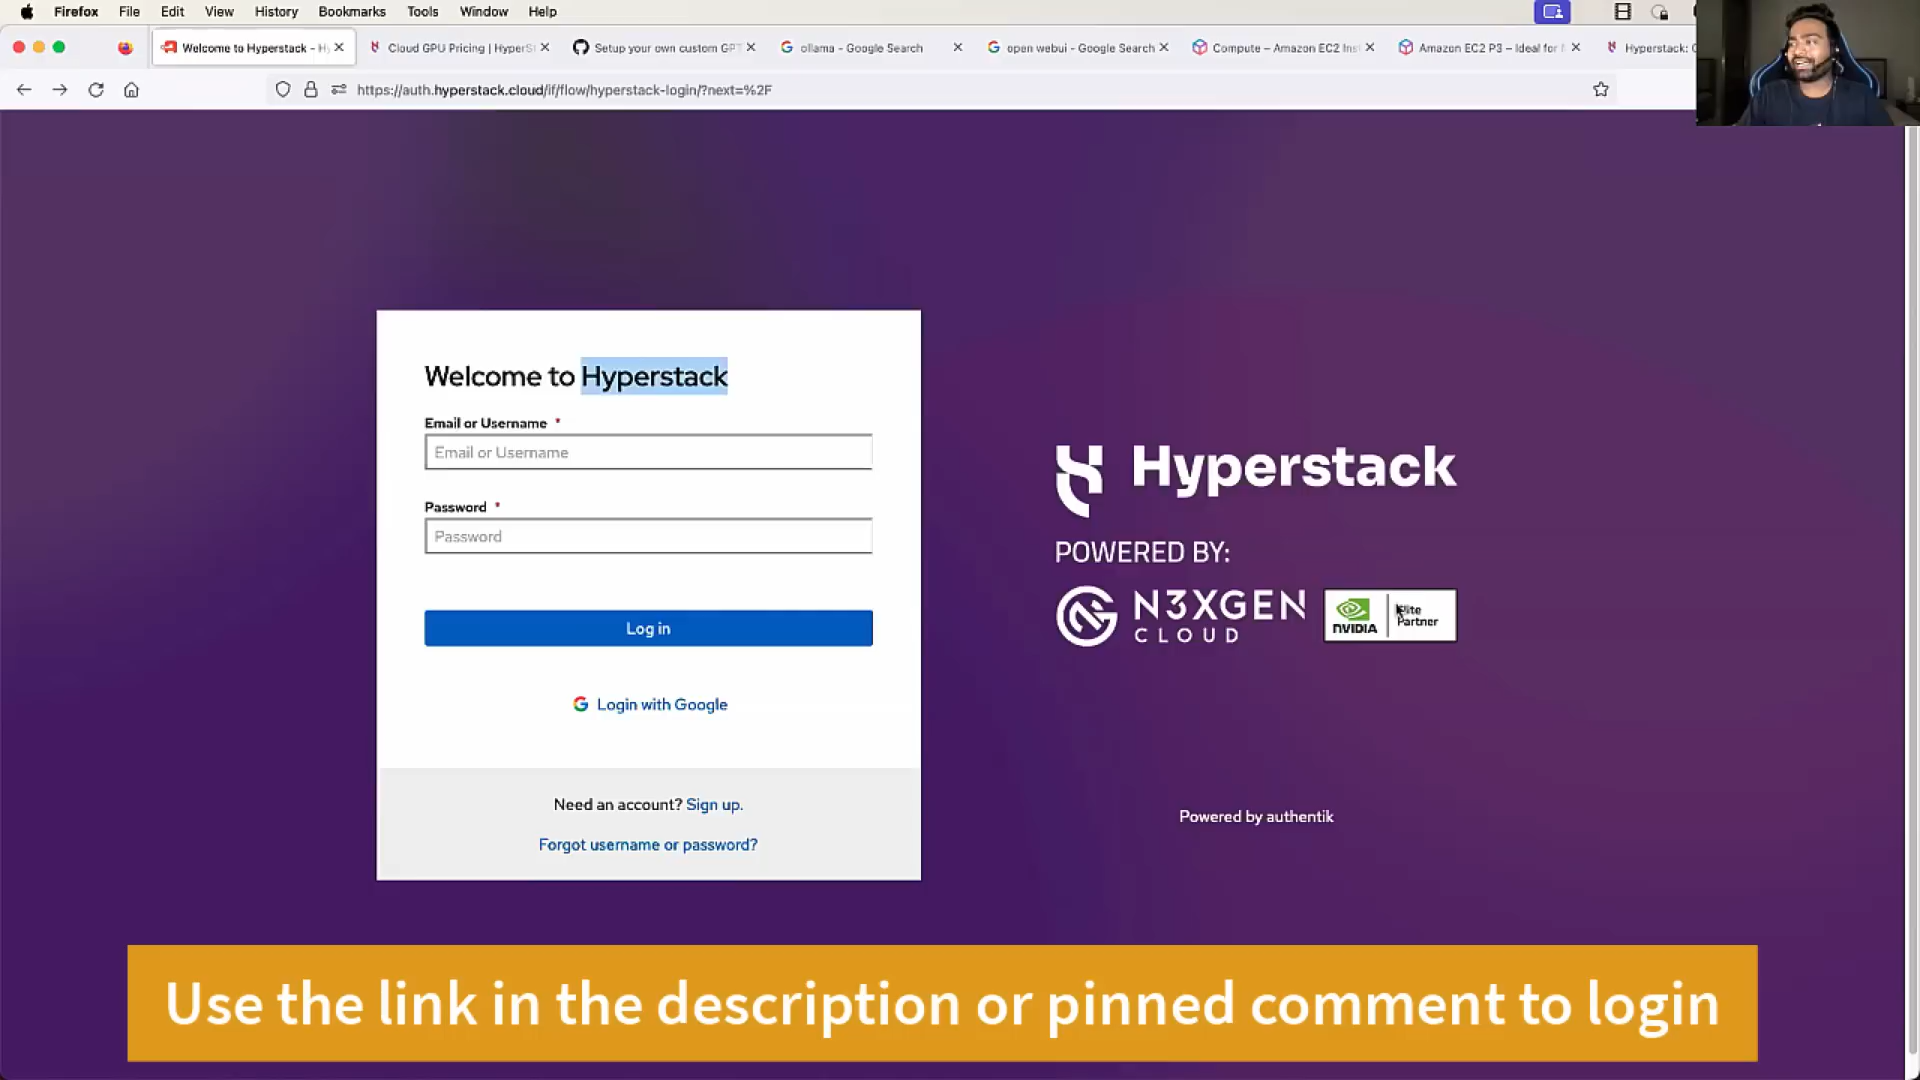 Firefox File Edit View History Bookmarks Tools Window Help
Welcome to Hyperstack - Hy
Cloud GPU Pricing | HyperSt
Setup your own custom GPT
ollama - Google Search
open webui - Google Search
Compute – Amazon EC2 Ins
Amazon EC2 P3 – Ideal for
Hyperstack:
https://auth.hyperstack.cloud/if/flow/hyperstack-login/?next=%2F
Welcome to Hyperstack
Email or Username *
Email or Username
Password *
Password
Log in
Login with Google
Need an account? Sign up.
Forgot username or password?
Hyperstack
POWERED BY:
N3XGEN
CLOUD
NVIDIA
Elite
Partner
Powered by authentik
Use the link in the description or pinned comment to login